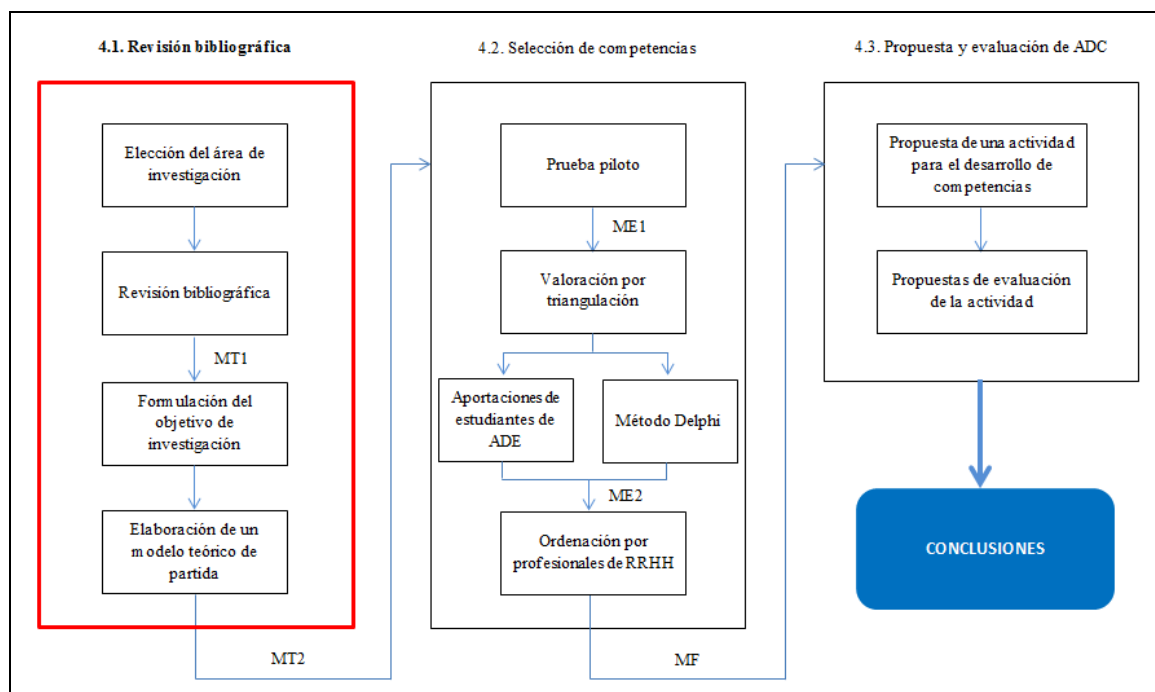 4.1. Revisión bibliográfica
Elección del área de
investigación
Revisión bibliográfica
MT1
Formulación del
objetivo de
investigación
Elaboración de un
modelo teórico de
partida
MT2
4.2. Selección de competencias
Prueba piloto
ME1
Valoración por
triangulación
Aportaciones de
estudiantes de
ADE
Método Delphi
ME2
Ordenación por
profesionales de RRHH
MF
4.3. Propuesta y evaluación de ADC
Propuesta de una actividad
para el desarrollo de
competencias
Propuestas de evaluación
de la actividad
CONCLUSIONES